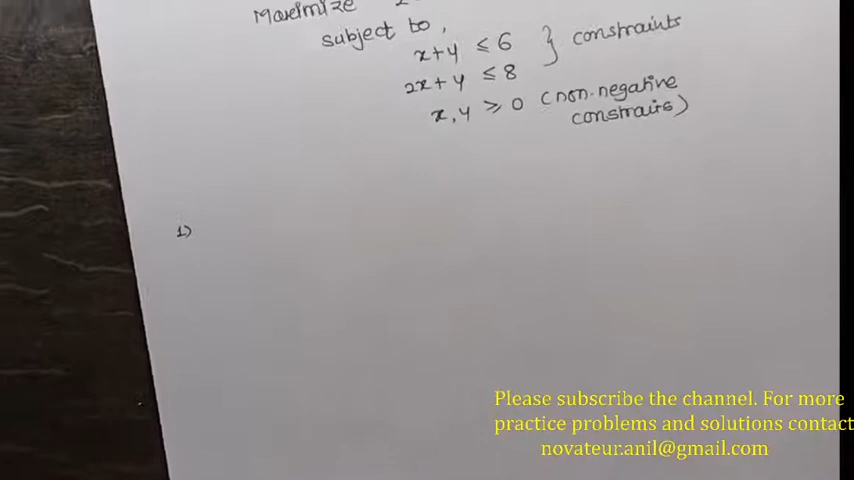 Maximize
subject to,
x+y ≤ 6 } constraints
2x+y ≤ 8
x,y ≥ 0 (non-negative
constrairs)
1)
Please subscribe the channel. For more
practice problems and solutions contact
novateur.anil@gmail.com